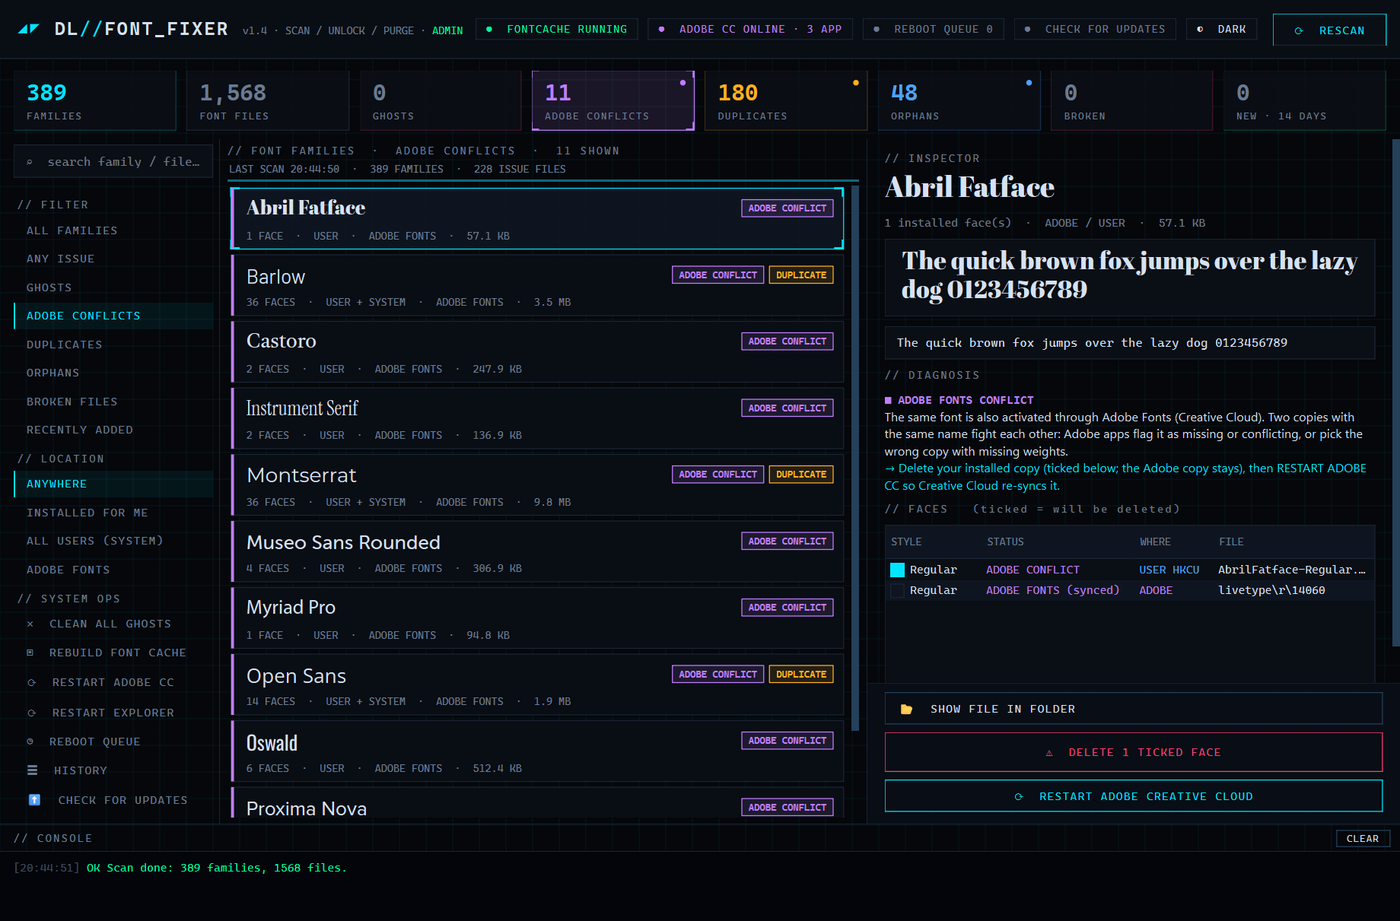 DL//FONT_FIXER
v1.4 · SCAN / UNLOCK / PURGE · ADMIN
FONTCACHE RUNNING
ADOBE CC ONLINE · 3 APP
REBOOT QUEUE 0
CHECK FOR UPDATES
DARK
RESCAN
389
FAMILIES
1,568
FONT FILES
0
GHOSTS
11
ADOBE CONFLICTS
180
DUPLICATES
48
ORPHANS
0
BROKEN
0
NEW · 14 DAYS
search family / file…
// FILTER
ALL FAMILIES
ANY ISSUE
GHOSTS
ADOBE CONFLICTS
DUPLICATES
ORPHANS
BROKEN FILES
RECENTLY ADDED
// LOCATION
ANYWHERE
INSTALLED FOR ME
ALL USERS (SYSTEM)
ADOBE FONTS
// SYSTEM OPS
CLEAN ALL GHOSTS
REBUILD FONT CACHE
RESTART ADOBE CC
RESTART EXPLORER
REBOOT QUEUE
HISTORY
CHECK FOR UPDATES
// FONT FAMILIES · ADOBE CONFLICTS · 11 SHOWN
LAST SCAN 20:44:50 · 389 FAMILIES · 228 ISSUE FILES
Abril Fatface
ADOBE CONFLICT
1 FACE · USER · ADOBE FONTS · 57.1 KB
Barlow
ADOBE CONFLICT DUPLICATE
36 FACES · USER + SYSTEM · ADOBE FONTS · 3.5 MB
Castoro
ADOBE CONFLICT
2 FACES · USER · ADOBE FONTS · 247.9 KB
Instrument Serif
ADOBE CONFLICT
2 FACES · USER · ADOBE FONTS · 136.9 KB
Montserrat
ADOBE CONFLICT DUPLICATE
36 FACES · USER + SYSTEM · ADOBE FONTS · 9.8 MB
Museo Sans Rounded
ADOBE CONFLICT
4 FACES · USER · ADOBE FONTS · 306.9 KB
Myriad Pro
ADOBE CONFLICT
1 FACE · USER · ADOBE FONTS · 94.8 KB
Open Sans
ADOBE CONFLICT DUPLICATE
14 FACES · USER + SYSTEM · ADOBE FONTS · 1.9 MB
Oswald
ADOBE CONFLICT
6 FACES · USER · ADOBE FONTS · 512.4 KB
Proxima Nova
ADOBE CONFLICT
// INSPECTOR
Abril Fatface
1 installed face(s) · ADOBE / USER · 57.1 KB
The quick brown fox jumps over the lazy
dog 0123456789
The quick brown fox jumps over the lazy dog 0123456789
// DIAGNOSIS
■ ADOBE FONTS CONFLICT
The same font is also activated through Adobe Fonts (Creative Cloud). Two copies with
the same name fight each other: Adobe apps flag it as missing or conflicting, or pick the
wrong copy with missing weights.
→ Delete your installed copy (ticked below; the Adobe copy stays), then RESTART ADOBE
CC so Creative Cloud re-syncs it.
// FACES (ticked = will be deleted)
STYLE STATUS WHERE FILE
Regular ADOBE CONFLICT USER HKCU AbrilFatface-Regular.…
Regular ADOBE FONTS (synced) ADOBE livetype\r\14060
SHOW FILE IN FOLDER
DELETE 1 TICKED FACE
RESTART ADOBE CREATIVE CLOUD
// CONSOLE
CLEAR
[20:44:51] OK Scan done: 389 families, 1568 files.